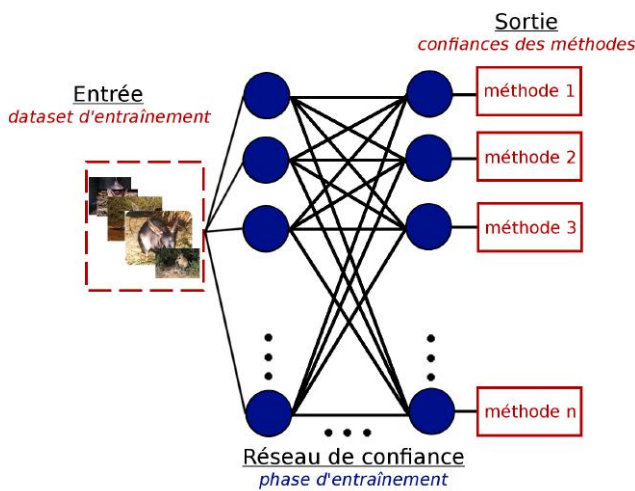 Entrée
dataset d'entraînement
Sortie
confiances des méthodes
méthode 1
méthode 2
méthode 3
méthode n
Réseau de confiance
phase d'entraînement